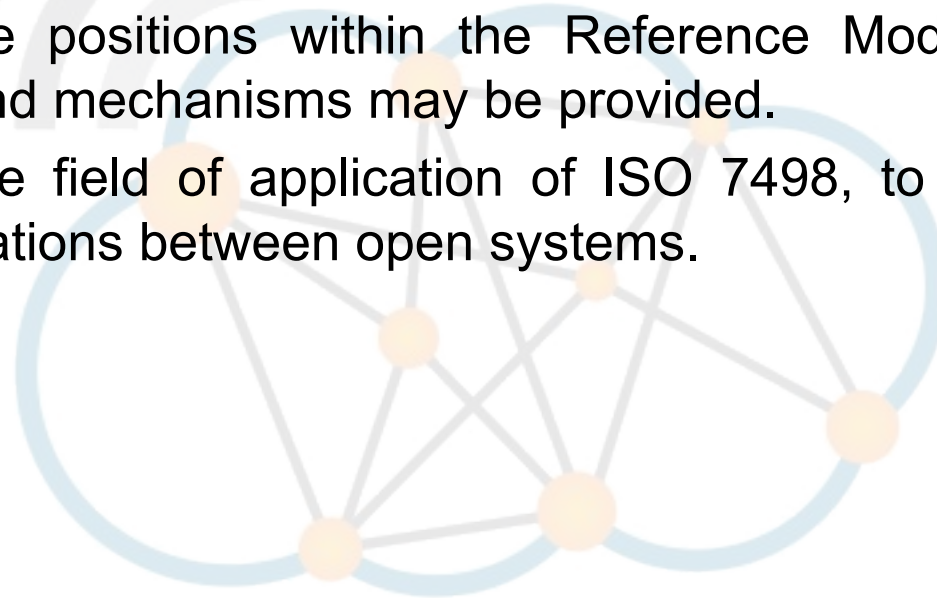 e positions within the Reference Mod
nd mechanisms may be provided.
e field of application of ISO 7498, to
ations between open systems.